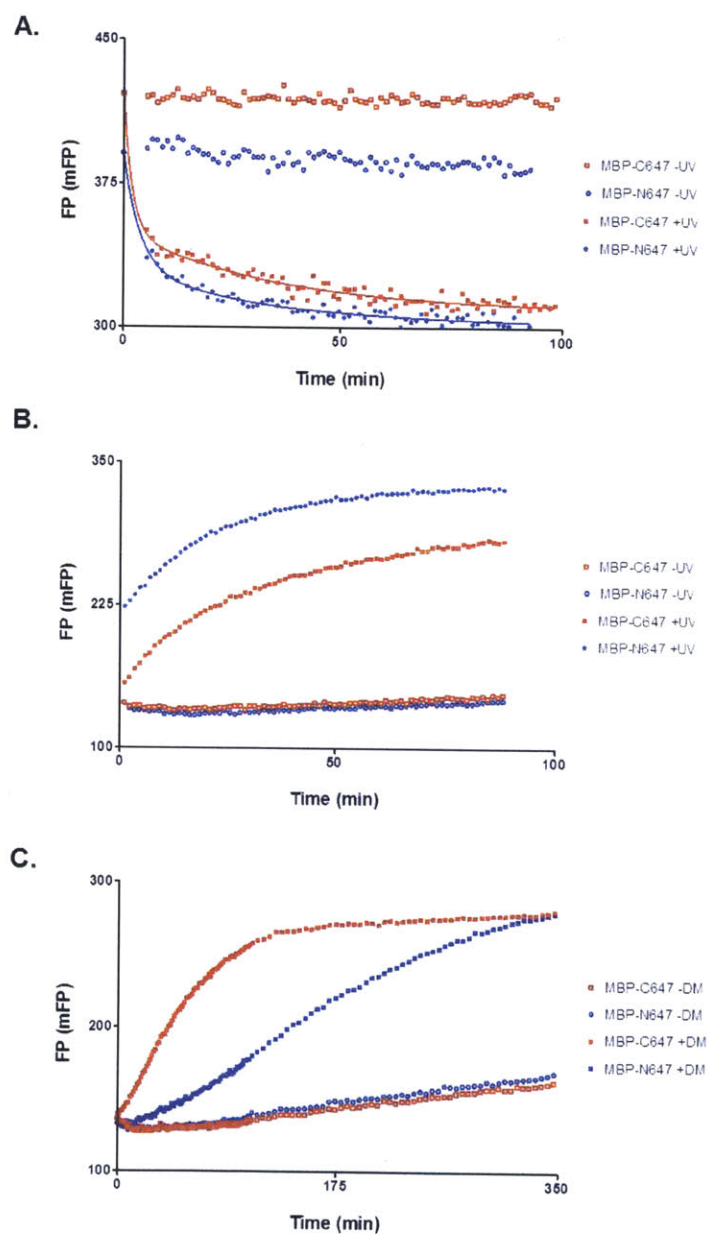 A.
450
375
300
FP (mFP)
0
50
100
Time (min)
MBP-C647 -UV
MBP-N647 -UV
MBP-C647 +UV
MBP-N647 +UV
B.
350
225
100
FP (mFP)
0
50
100
Time (min)
MBP-C647 -UV
MBP-N647 -UV
MBP-C647 +UV
MBP-N647 +UV
C.
300
200
100
FP (mFP)
0
175
350
Time (min)
MBP-C647 -DM
MBP-N647 -DM
MBP-C647 +DM
MBP-N647 +DM